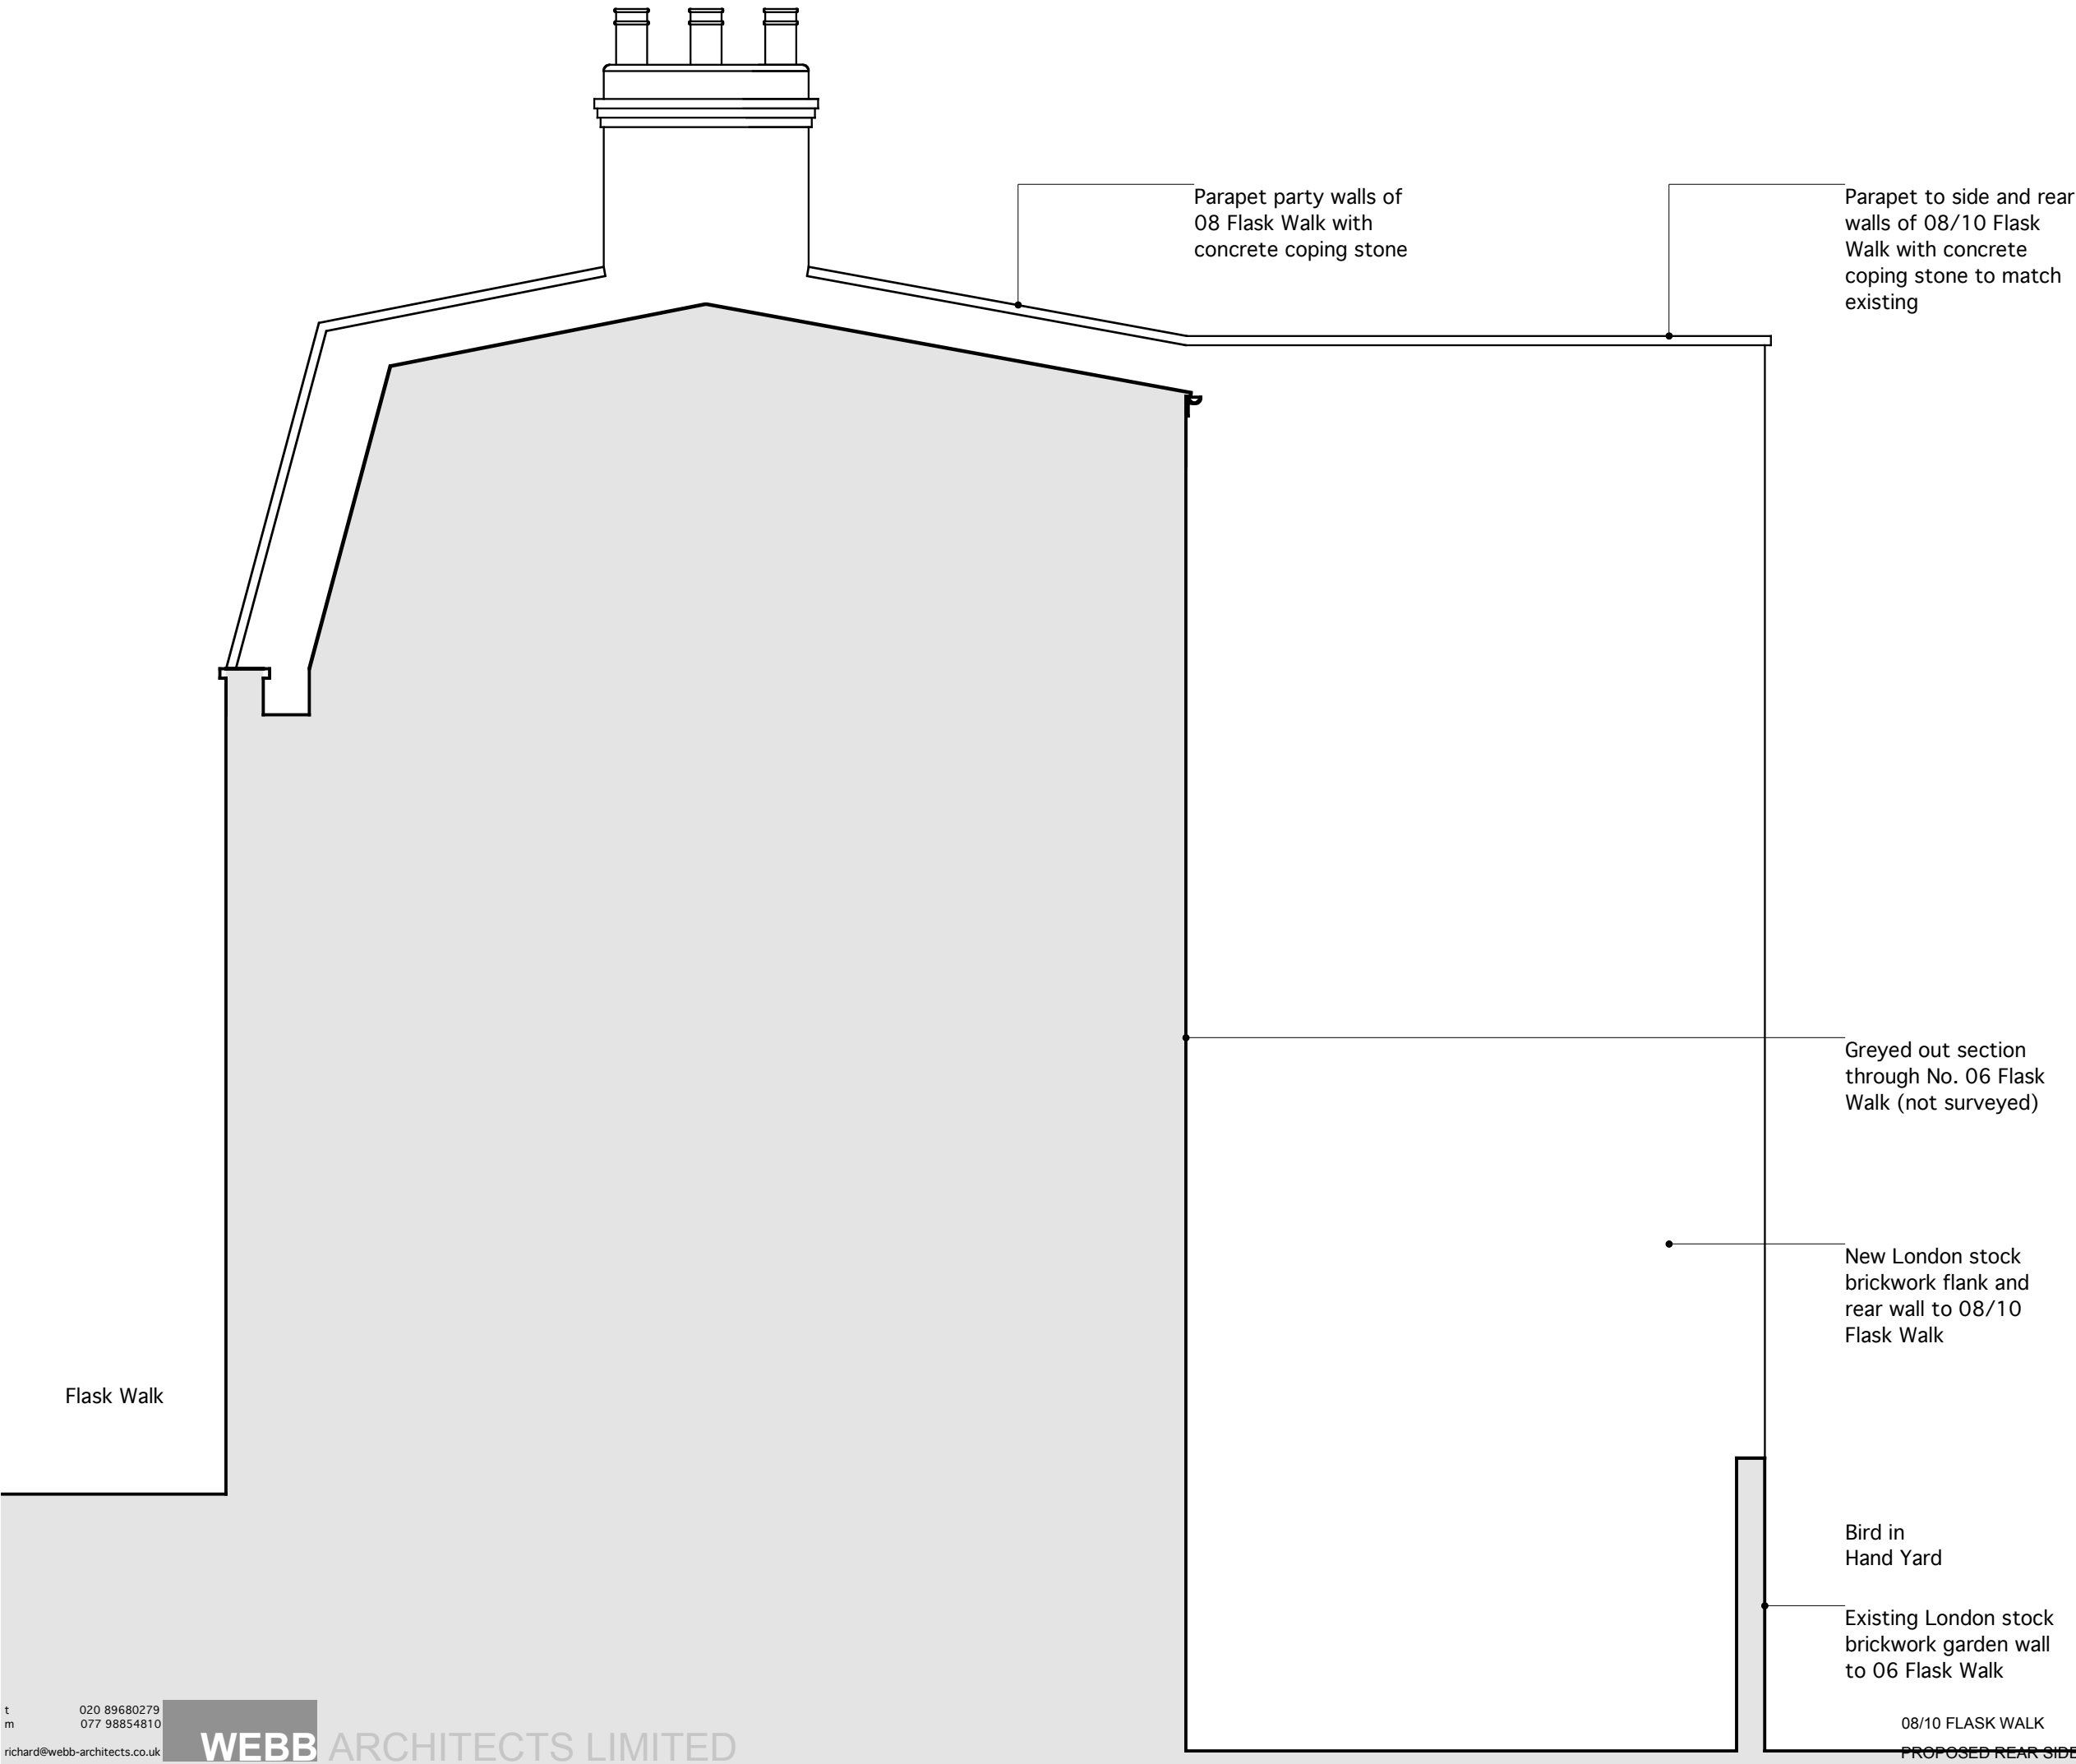 Parapet party walls of
08 Flask Walk with
concrete coping stone
Parapet to side and rear
walls of 08/10 Flask
Walk with concrete
coping stone to match
existing
Greyed out section
through No. 06 Flask
Walk (not surveyed)
New London stock
brickwork flank and
rear wall to 08/10
Flask Walk
Flask Walk
Bird in
Hand Yard
Existing London stock
brickwork garden wall
to 06 Flask Walk
t 020 89680279
m 077 98854810
richard@webb-architects.co.uk
WEBB ARCHITECTS LIMITED
08/10 FLASK WALK
PROPOSED REAR SIDE